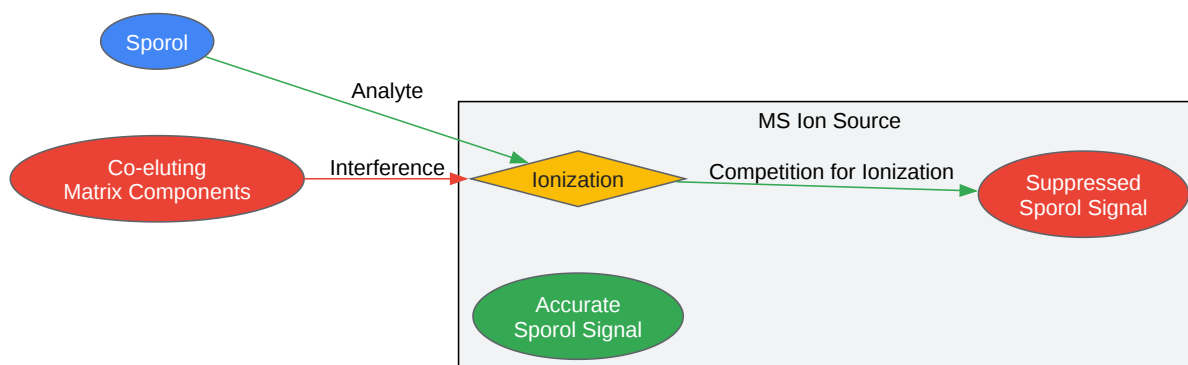 Sporol
Analyte
MS Ion Source
Co-eluting
Matrix Components
Interference
Ionization
Competition for Ionization
Suppressed
Sporol Signal
Accurate
Sporol Signal